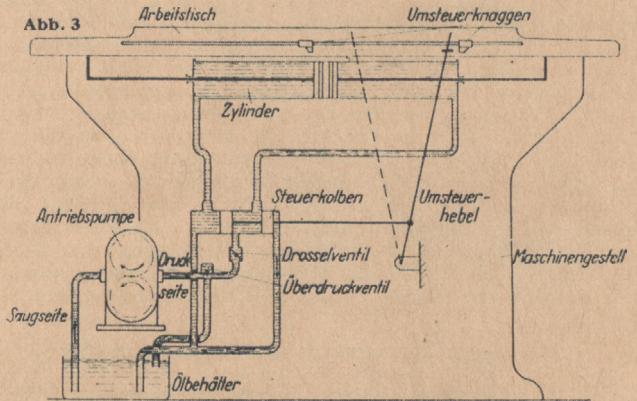 Abb. 3
Arbeitstisch
Umsteuerknaggen
Zylinder
Steuerkolben
Umsteuer-
hebel
Antriebspumpe
Druck
seite
Drosselventil
Überdruckventil
Maschinengestell
Saugseite
Ölbehälter